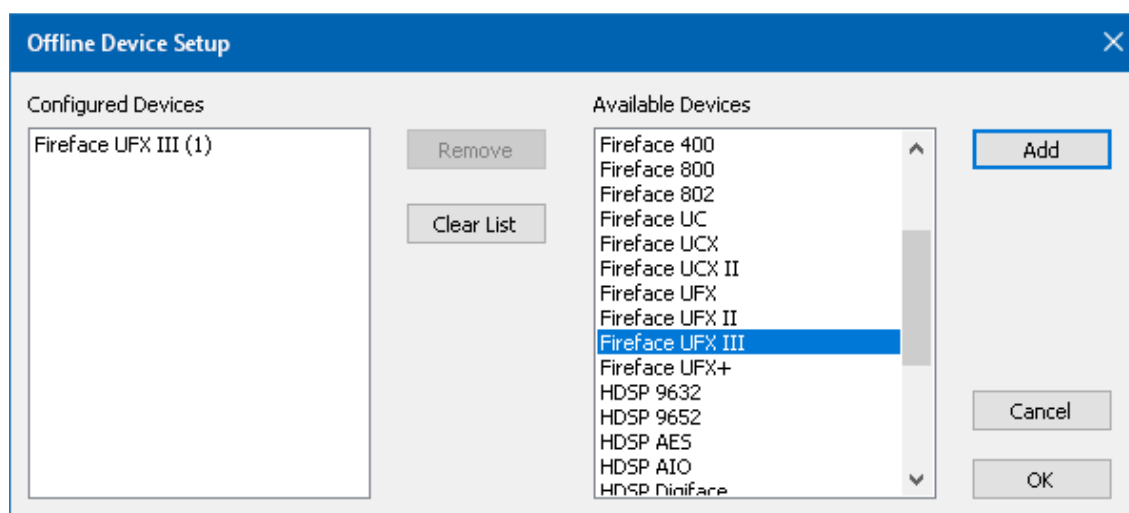 Offline Device Setup
Configured Devices
Fireface UFX III (1)
Remove
Clear List
Available Devices
Fireface 400
Fireface 800
Fireface 802
Fireface UC
Fireface UCX
Fireface UCX II
Fireface UFX
Fireface UFX II
Fireface UFX III
Fireface UFX+
HDSP 9632
HDSP 9652
HDSP AES
HDSP AIO
HDSP Digiface
Add
Cancel
OK